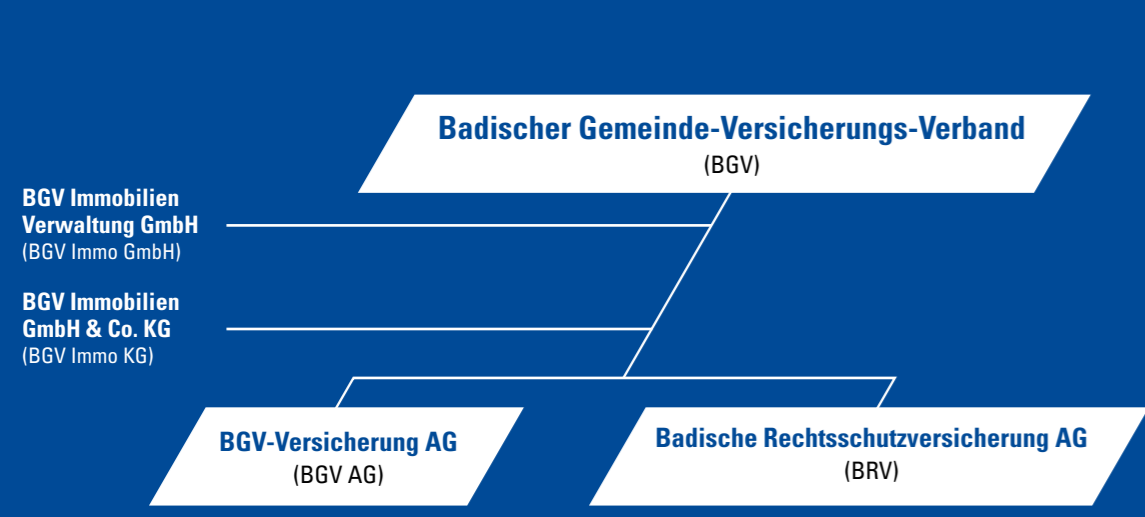 Badischer Gemeinde-Versicherungs-Verband
(BGV)
BGV Immobilien
Verwaltung GmbH
(BGV Immo GmbH)
BGV Immobilien
GmbH & Co. KG
(BGV Immo KG)
BGV-Versicherung AG
(BGV AG)
Badische Rechtsschutzversicherung AG
(BRV)